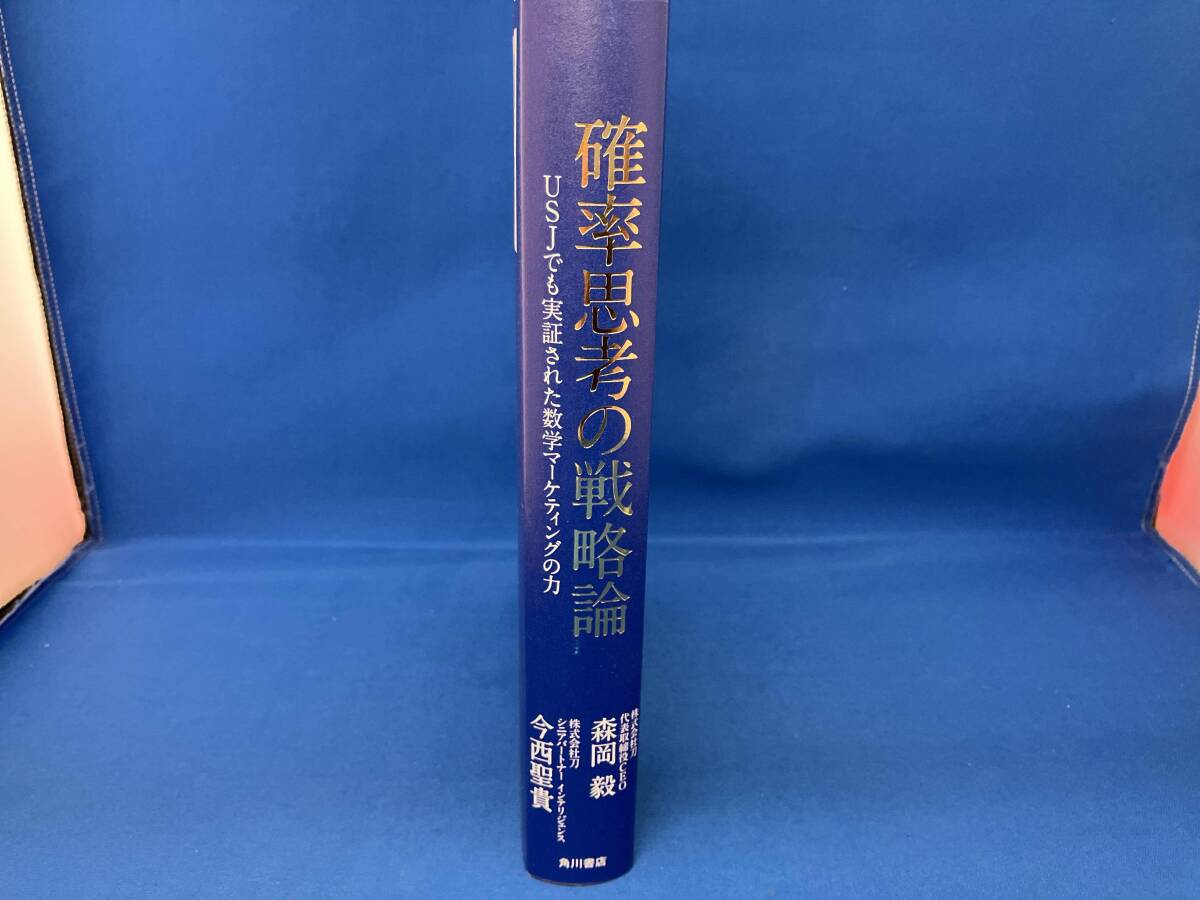 確率思考の戦略論
USJでも実証された数学マーケティングの力
株式会社刀
代表取締役CEO
森岡 毅
株式会社刀
シニアパートナー インテリジェンス
今西聖貴
角川書店